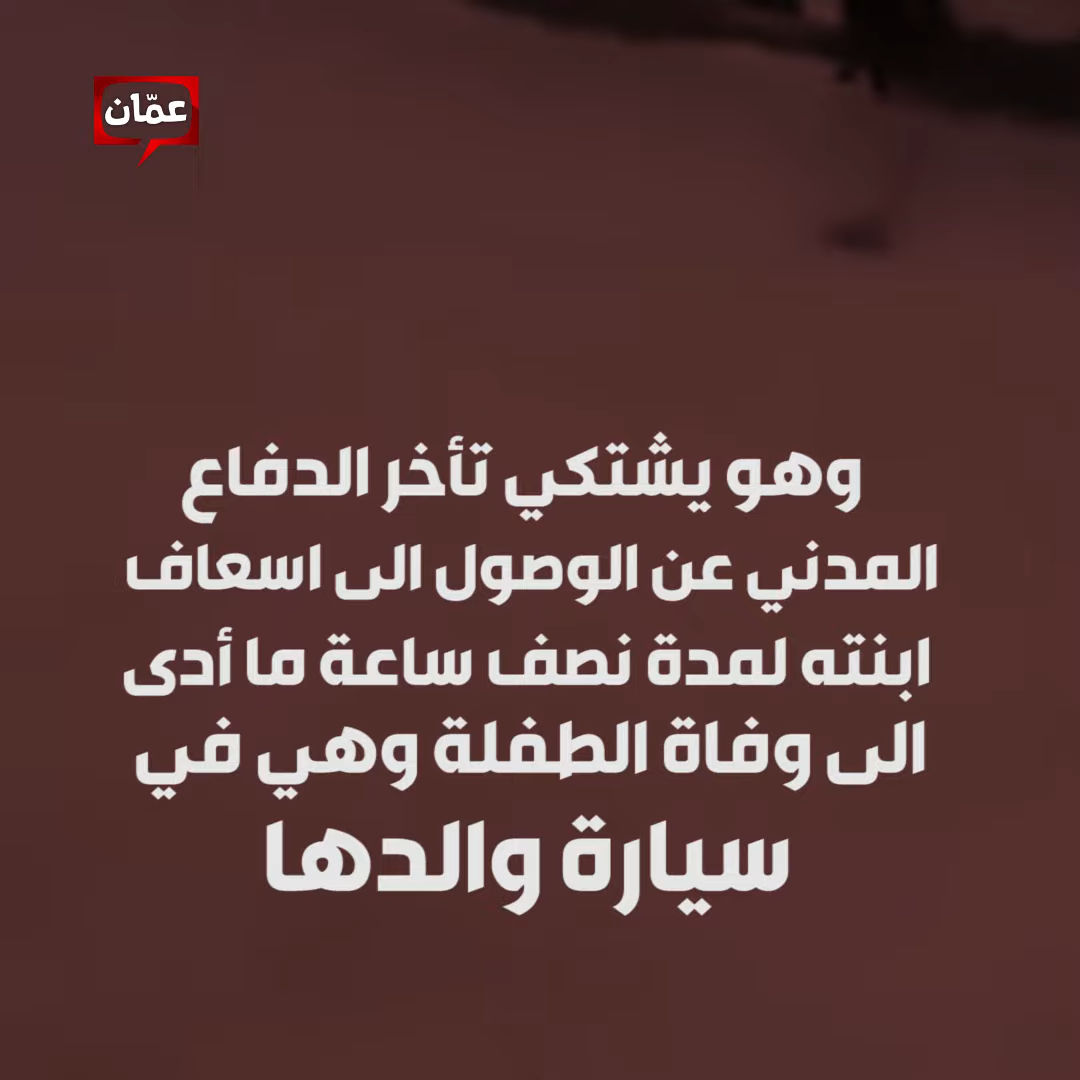 عمّان
وهو يشتكي تأخر الدفاع
المدني عن الوصول الى اسعاف
ابنته لمدة نصف ساعة ما أدى
الى وفاة الطفلة وهي في
سيارة والدها